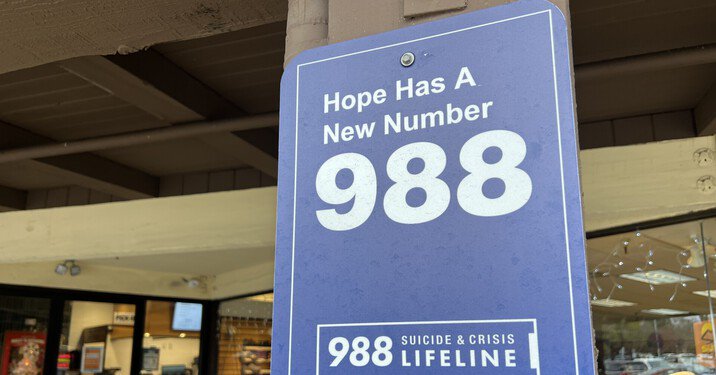 Hope Has A
New Number
988
988 SUICIDE & CRISIS
LIFELINE